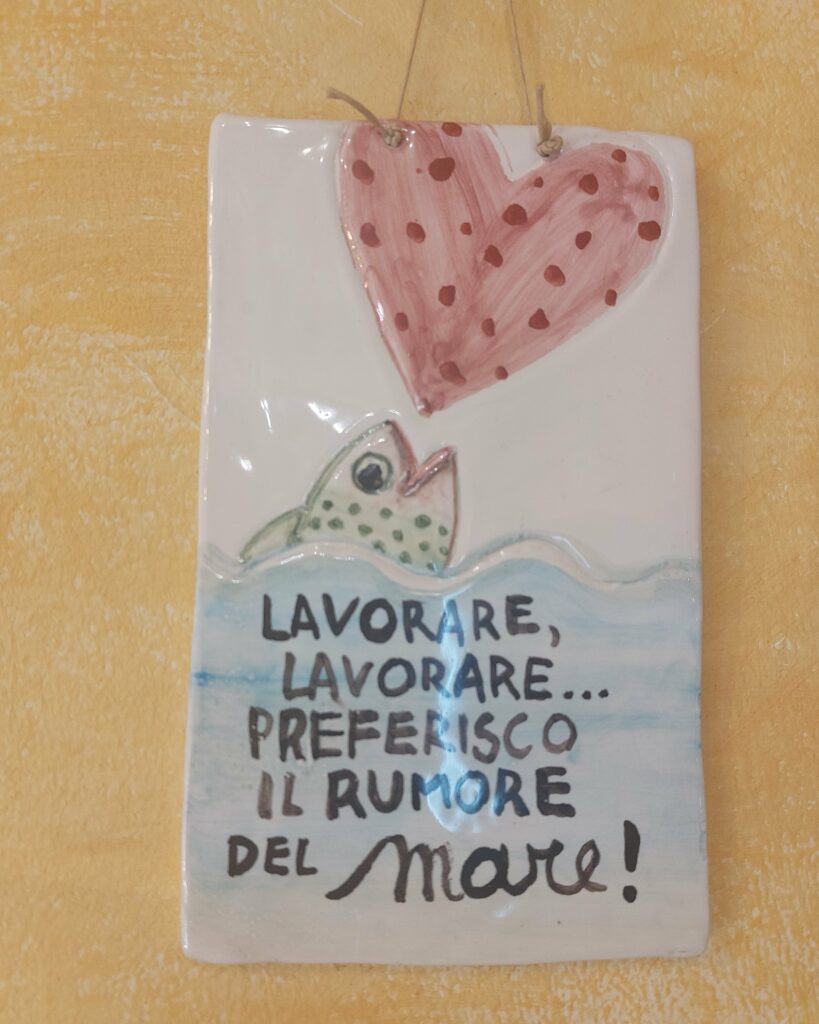 LAVORARE,
LAVORARE...
PREFERISCO
IL RUMORE
DEL mare!